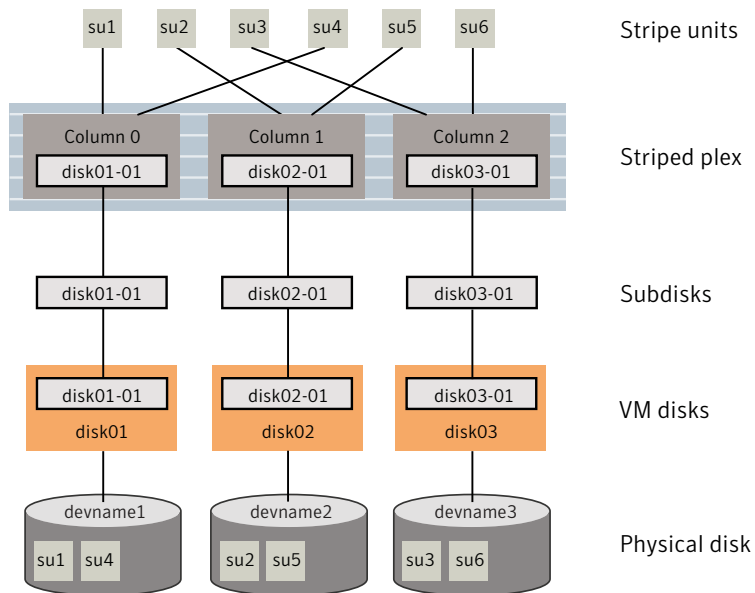 su1 su2 su3 su4 su5 su6 Stripe units
Column 0 Column 1 Column 2
disk01-01 disk02-01 disk03-01 Striped plex
disk01-01 disk02-01 disk03-01 Subdisks
disk01-01 disk02-01 disk03-01
disk01 disk02 disk03 VM disks
devname1 devname2 devname3
su1 su4 su2 su5 su3 su6 Physical disk